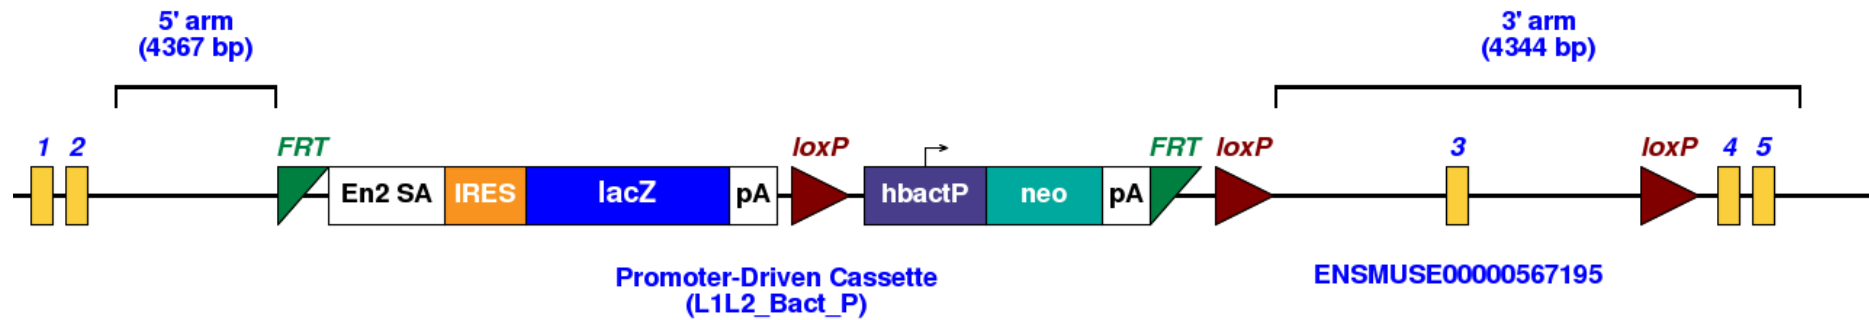 5' arm
(4367 bp)
3' arm
(4344 bp)
1 2 FRT loxP FRT loxP 3 loxP 4 5
En2 SA IRES lacZ pA hbactP neo pA
Promoter-Driven Cassette
(L1L2_Bact_P)
ENSMUSE00000567195